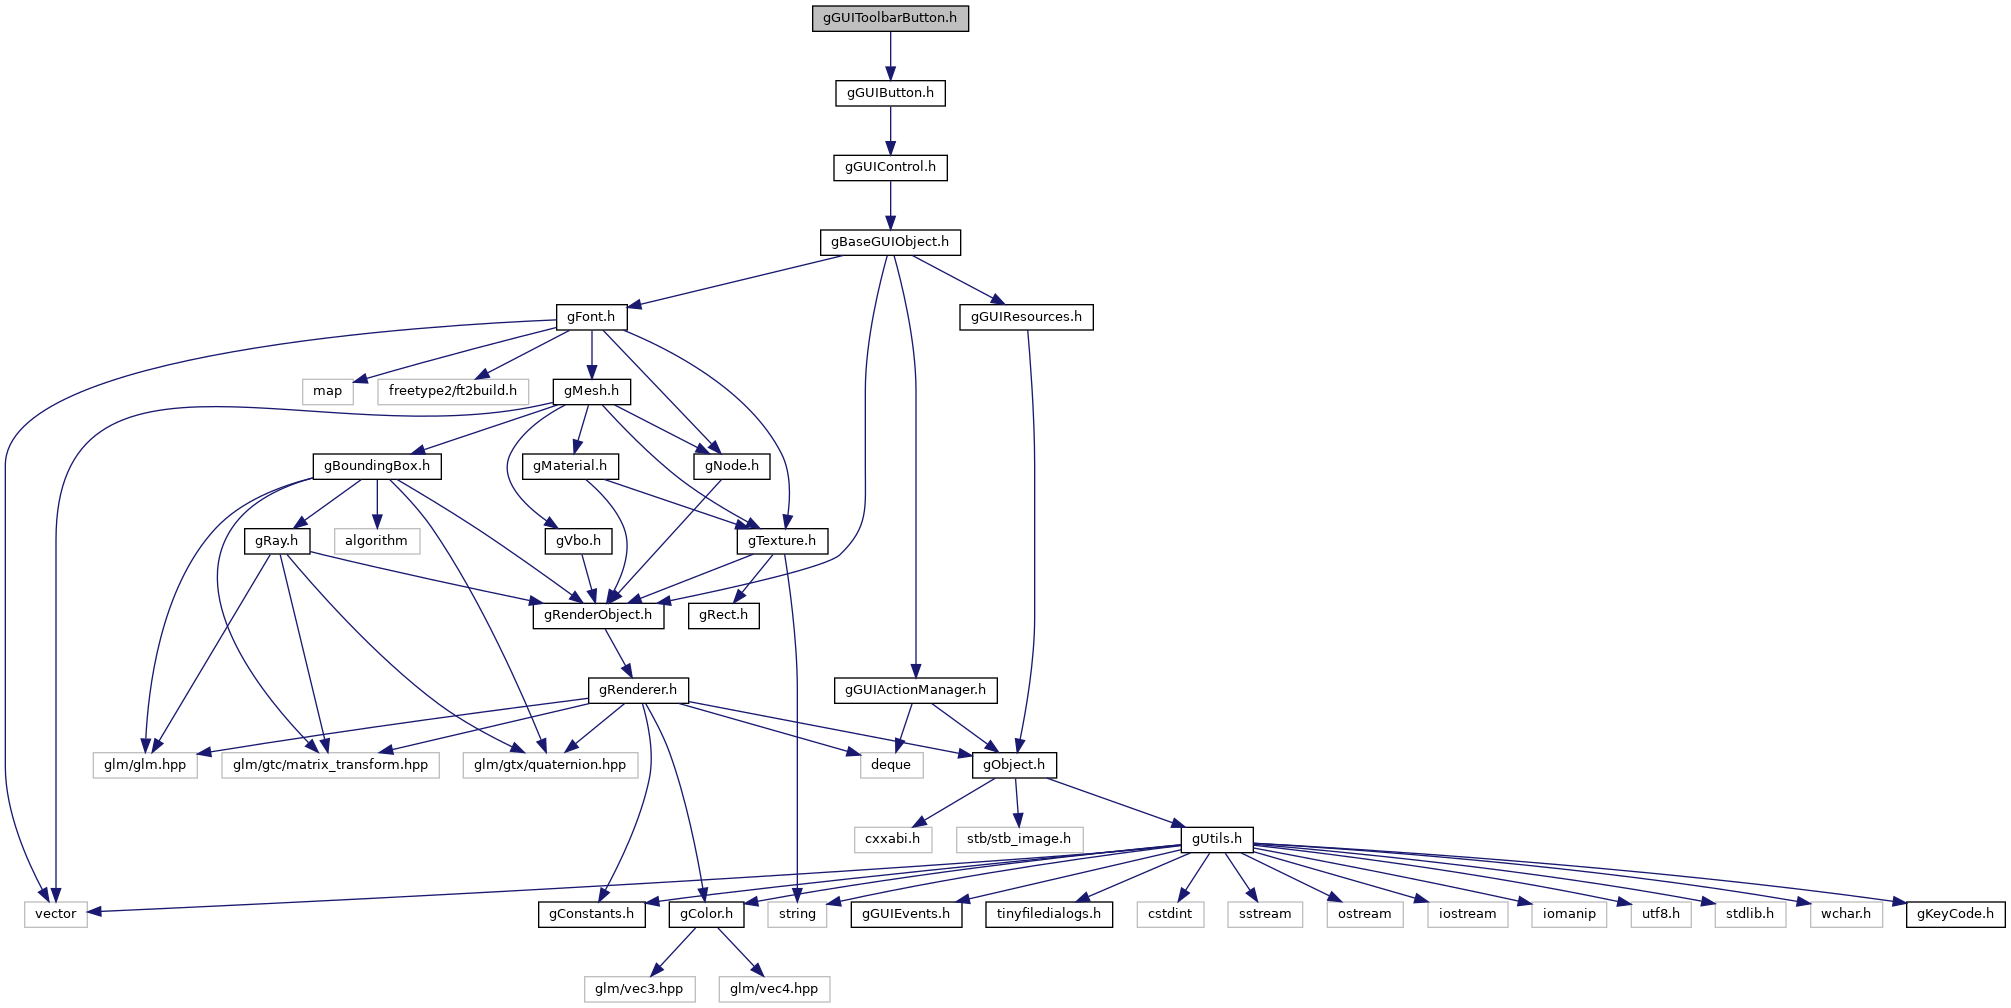 gGUIToolbarButton.h
gGUIButton.h
gGUIControl.h
gBaseGUIObject.h
gFont.h
gGUIResources.h
map
freetype2/ft2build.h
gMesh.h
gBoundingBox.h
gMaterial.h
gNode.h
gRay.h
algorithm
gVbo.h
gTexture.h
gRenderObject.h
gRect.h
gRenderer.h
gGUIActionManager.h
glm/glm.hpp
glm/gtc/matrix_transform.hpp
glm/gtx/quaternion.hpp
deque
gObject.h
cxxabi.h
stb/stb_image.h
gUtils.h
vector
gConstants.h
gColor.h
string
gGUIEvents.h
tinyfiledialogs.h
cstdint
sstream
ostream
iostream
iomanip
utf8.h
stdlib.h
wchar.h
gKeyCode.h
glm/vec3.hpp
glm/vec4.hpp